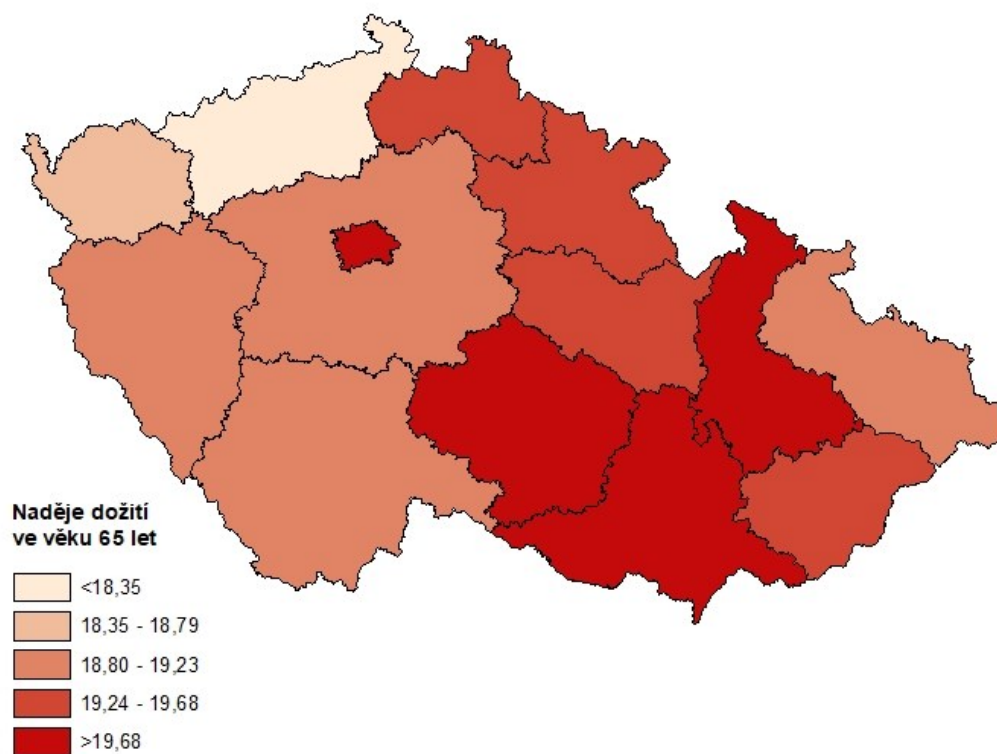 Naděje dožití
ve věku 65 let
<18,35
18,35 - 18,79
18,80 - 19,23
19,24 - 19,68
>19,68